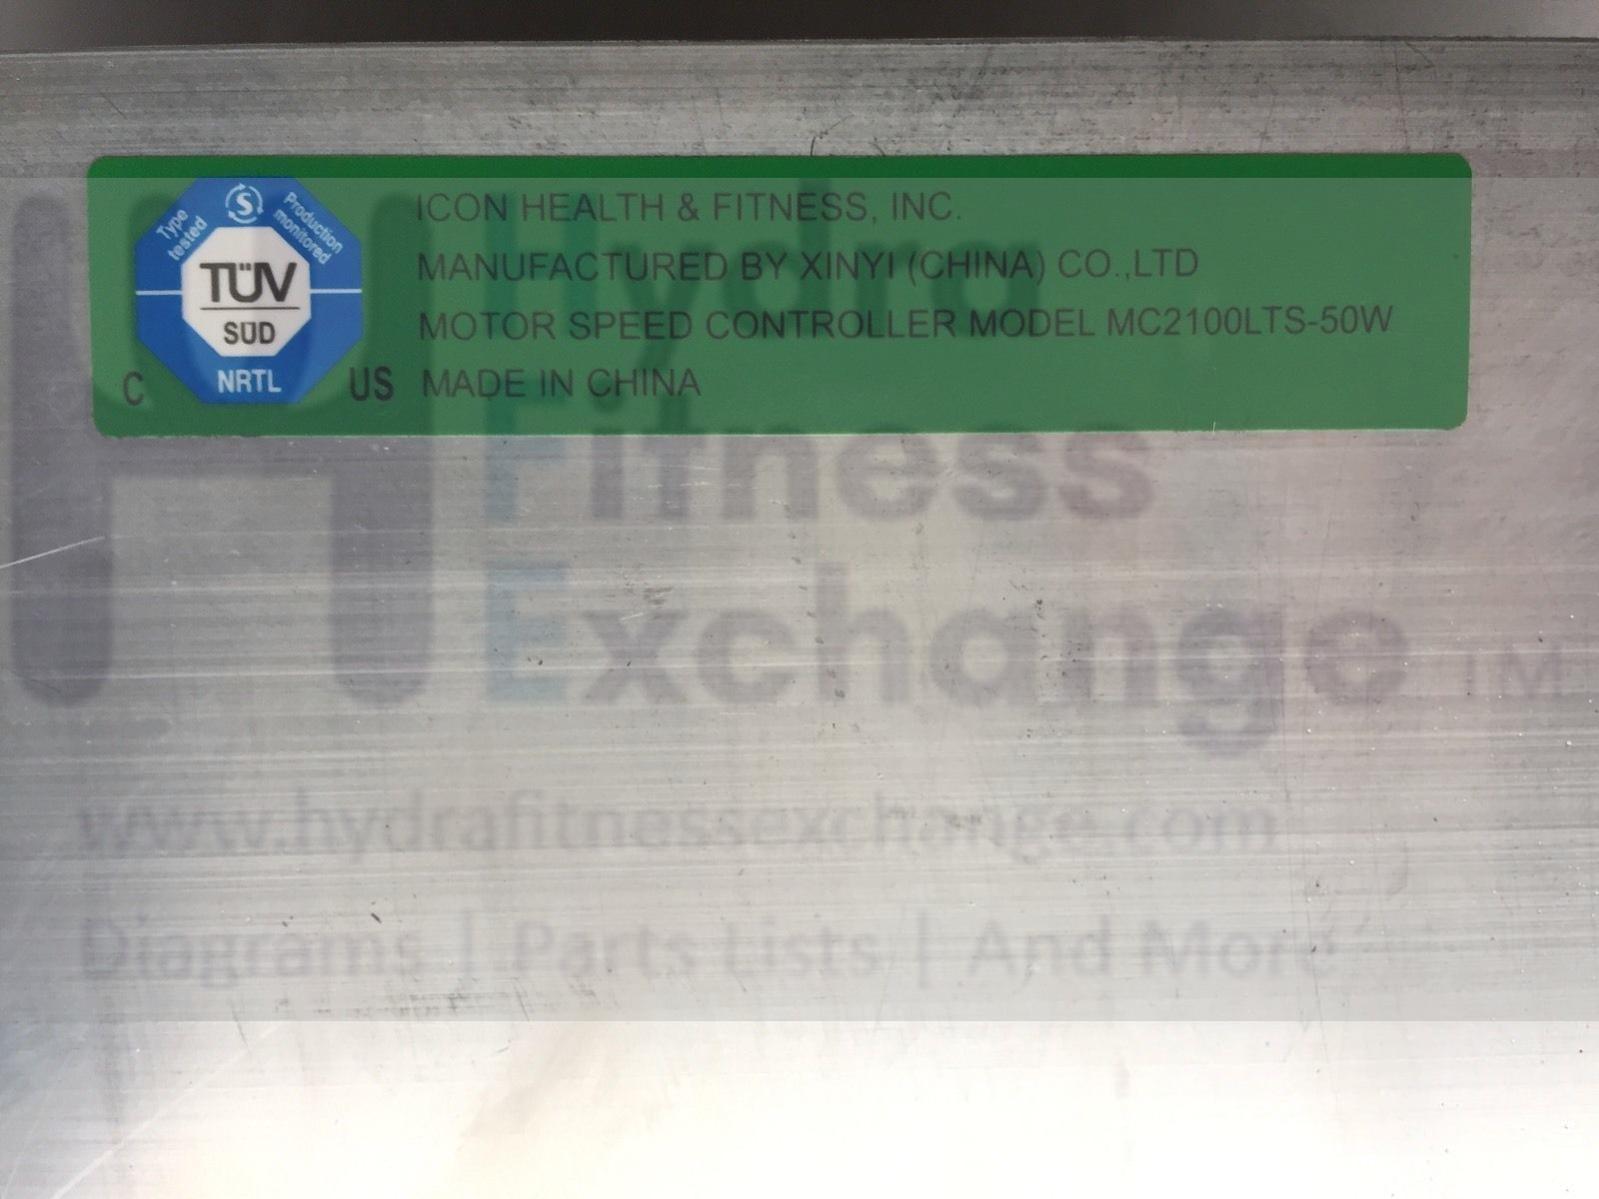 Type tested
S
Production monitored
TÜV
SÜD
C NRTL US
ICON HEALTH & FITNESS, INC.
MANUFACTURED BY XINYI (CHINA) CO.,LTD
MOTOR SPEED CONTROLLER MODEL MC2100LTS-50W
MADE IN CHINA
H Hydra
Fitness
Exchange TM
www.hydrafitnessexchange.com
Diagrams | Parts Lists | And More